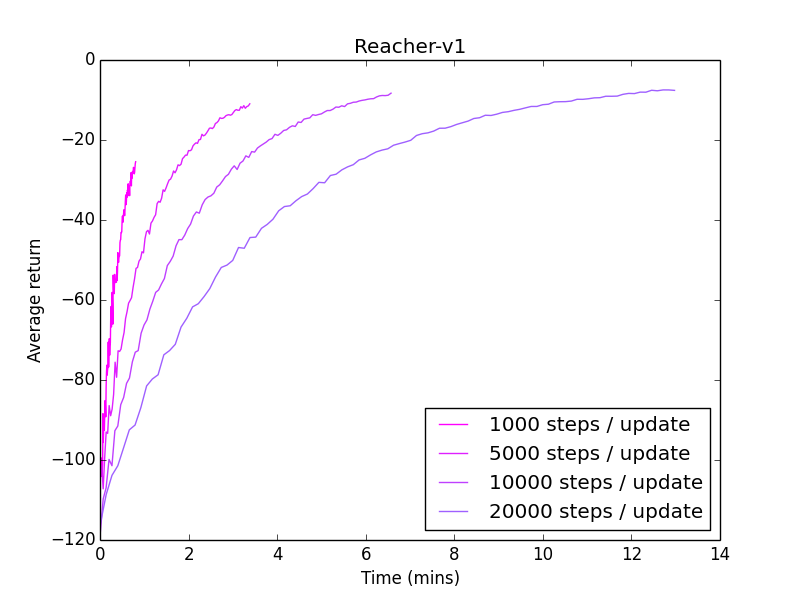 Reacher-v1
0
−20
−40
−60
−80
−100
−120
Average return
0 2 4 6 8 10 12 14
Time (mins)
1000 steps / update
5000 steps / update
10000 steps / update
20000 steps / update